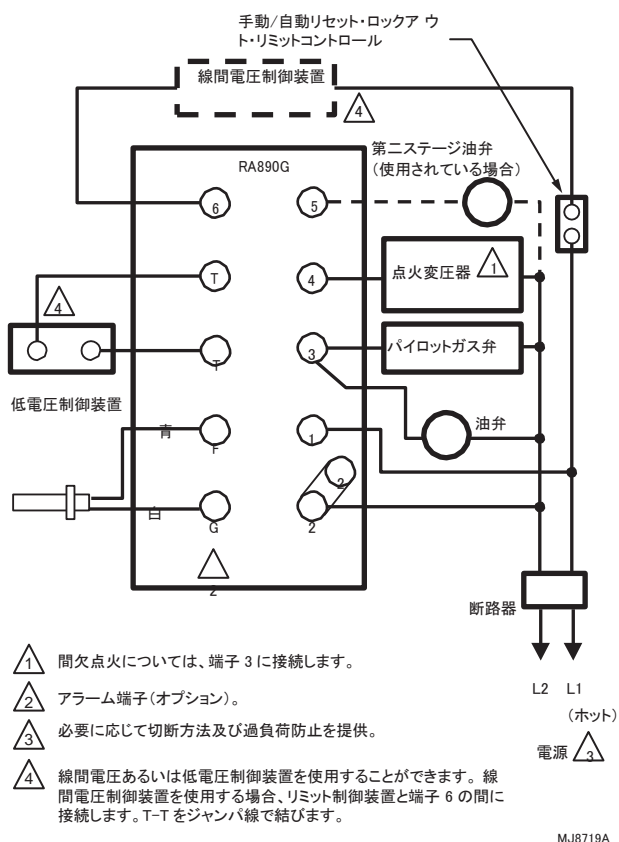 手動/自動リセット・ロックア ウ
ト・リミットコントロール
線間電圧制御装置
4
第二ステージ油弁
(使用されている場合)
RA890G
6
5
T
4
点火変圧器
1
4
T
3
パイロットガス弁
低電圧制御装置
油弁
青
F
1
2
白
G
2
2
断路器
1
間欠点火については、端子 3 に接続します。
2
アラーム端子(オプション)。
3
必要に応じて切断方法及び過負荷防止を提供。
4
線間電圧あるいは低電圧制御装置を使用することができます。線
間電圧制御装置を使用する場合、リミット制御装置と端子 6 の間に
接続します。T-T をジャンパ線で結びます。
L2 L1
(ホット)
電源
3
MJ8719A